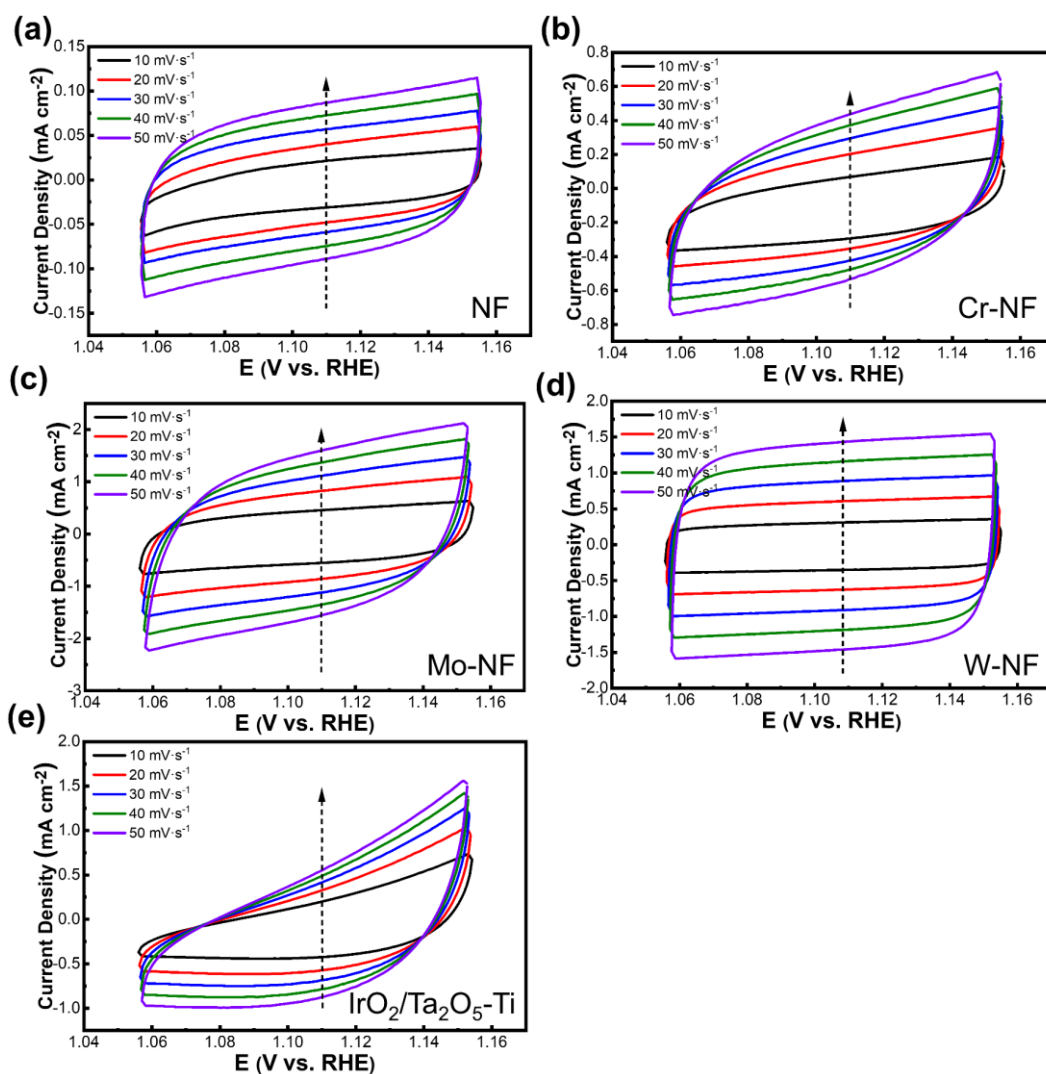 (a)
0.15
0.10
0.05
0.00
-0.05
-0.10
-0.15
Current Density (mA cm-2)
10 mV·s-1
20 mV·s-1
30 mV·s-1
40 mV·s-1
50 mV·s-1
NF
1.04 1.06 1.08 1.10 1.12 1.14 1.16
E (V vs. RHE)
(b)
0.8
0.6
0.4
0.2
0.0
-0.2
-0.4
-0.6
-0.8
Current Density (mA cm-2)
10 mV·s-1
20 mV·s-1
30 mV·s-1
40 mV·s-1
50 mV·s-1
Cr-NF
1.04 1.06 1.08 1.10 1.12 1.14 1.16
E (V vs. RHE)
(c)
2
1
0
-1
-2
-3
Current Density (mA cm-2)
10 mV·s-1
20 mV·s-1
30 mV·s-1
40 mV·s-1
50 mV·s-1
Mo-NF
1.04 1.06 1.08 1.10 1.12 1.14 1.16
E (V vs. RHE)
(d)
2.0
1.5
1.0
0.5
0.0
-0.5
-1.0
-1.5
-2.0
Current Density (mA cm-2)
10 mV·s-1
20 mV·s-1
30 mV·s-1
40 mV·s-1
50 mV·s-1
W-NF
1.04 1.06 1.08 1.10 1.12 1.14 1.16
E (V vs. RHE)
(e)
2.0
1.5
1.0
0.5
0.0
-0.5
-1.0
Current Density (mA cm-2)
10 mV·s-1
20 mV·s-1
30 mV·s-1
40 mV·s-1
50 mV·s-1
IrO2/Ta2O5-Ti
1.04 1.06 1.08 1.10 1.12 1.14 1.16
E (V vs. RHE)